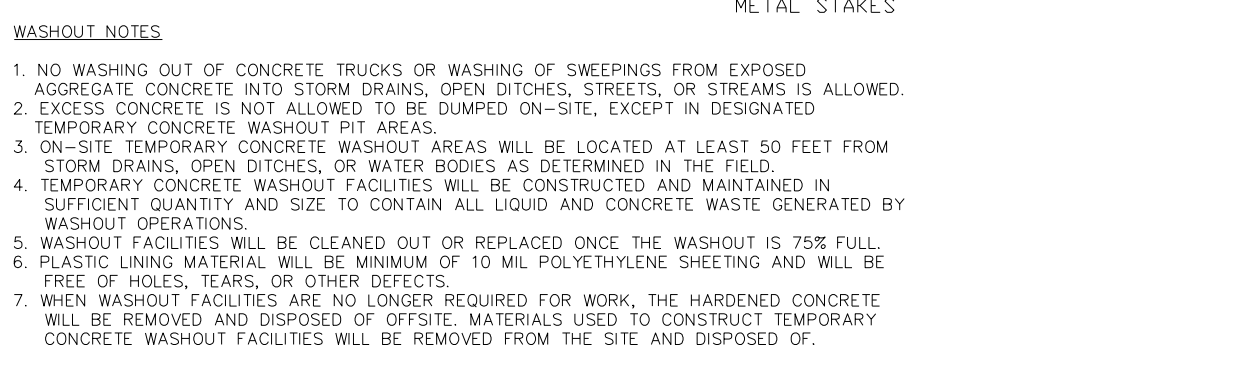 METAL STAKES
WASHOUT NOTES
1. NO WASHING OUT OF CONCRETE TRUCKS OR WASHING OF SWEEPINGS FROM EXPOSED
AGGREGATE CONCRETE INTO STORM DRAINS, OPEN DITCHES, STREETS, OR STREAMS IS ALLOWED.
2. EXCESS CONCRETE IS NOT ALLOWED TO BE DUMPED ON-SITE, EXCEPT IN DESIGNATED
TEMPORARY CONCRETE WASHOUT PIT AREAS.
3. ON-SITE TEMPORARY CONCRETE WASHOUT AREAS WILL BE LOCATED AT LEAST 50 FEET FROM
STORM DRAINS, OPEN DITCHES, OR WATER BODIES AS DETERMINED IN THE FIELD.
4. TEMPORARY CONCRETE WASHOUT FACILITIES WILL BE CONSTRUCTED AND MAINTAINED IN
SUFFICIENT QUANTITY AND SIZE TO CONTAIN ALL LIQUID AND CONCRETE WASTE GENERATED BY
WASHOUT OPERATIONS.
5. WASHOUT FACILITIES WILL BE CLEANED OUT OR REPLACED ONCE THE WASHOUT IS 75% FULL.
6. PLASTIC LINING MATERIAL WILL BE MINIMUM OF 10 MIL POLYETHYLENE SHEETING AND WILL BE
FREE OF HOLES, TEARS, OR OTHER DEFECTS.
7. WHEN WASHOUT FACILITIES ARE NO LONGER REQUIRED FOR WORK, THE HARDENED CONCRETE
WILL BE REMOVED AND DISPOSED OF OFFSITE. MATERIALS USED TO CONSTRUCT TEMPORARY
CONCRETE WASHOUT FACILITIES WILL BE REMOVED FROM THE SITE AND DISPOSED OF.